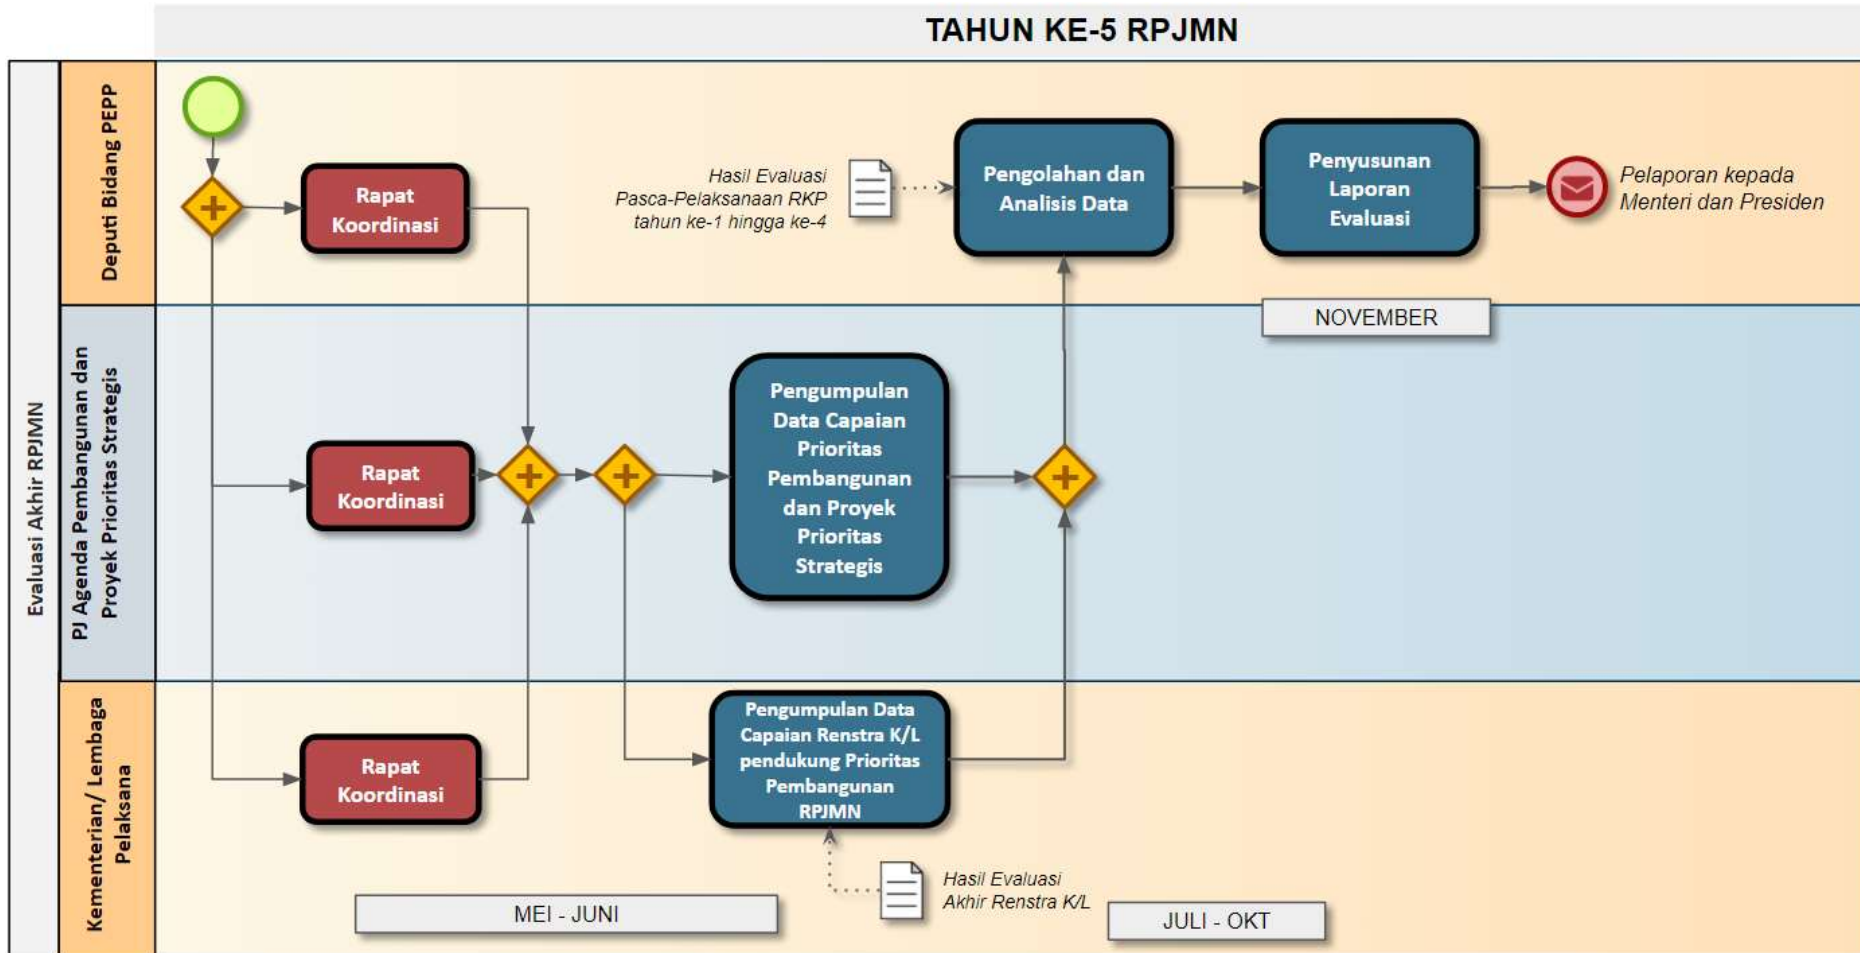 TAHUN KE-5 RPJMN
Evaluasi Akhir RPJMN
Deputi Bidang PEPP
Rapat
Koordinasi
Hasil Evaluasi
Pasca-Pelaksanaan RKP
tahun ke-1 hingga ke-4
Pengolahan dan
Analisis Data
Penyusunan
Laporan
Evaluasi
Pelaporan kepada
Menteri dan Presiden
NOVEMBER
PJ Agenda Pembangunan dan
Proyek Prioritas Strategis
Rapat
Koordinasi
Pengumpulan
Data Capaian
Prioritas
Pembangunan
dan Proyek
Prioritas
Strategis
Kementerian/ Lembaga
Pelaksana
Rapat
Koordinasi
Pengumpulan Data
Capaian Renstra K/L
pendukung Prioritas
Pembangunan
RPJMN
Hasil Evaluasi
Akhir Renstra K/L
MEI - JUNI
JULI - OKT